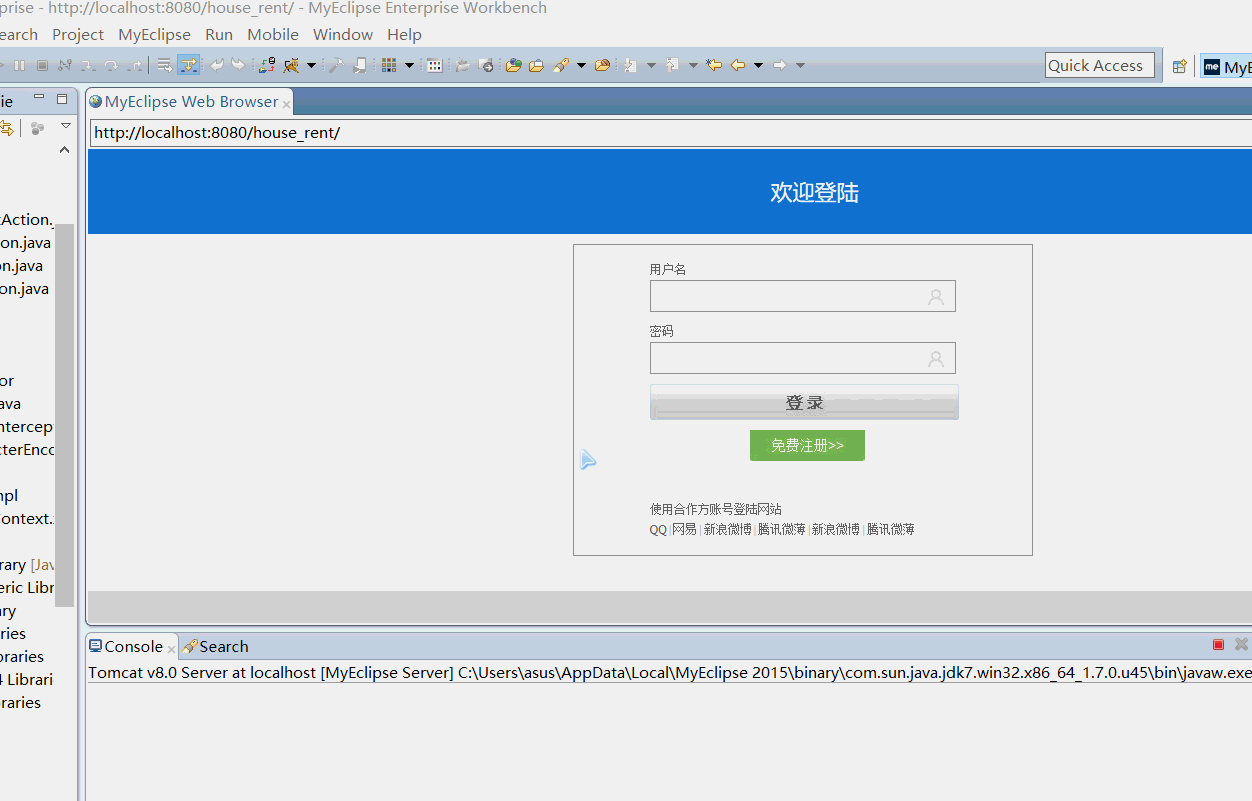 prise - http://localhost:8080/house_rent/ - MyEclipse Enterprise Workbench
earch Project MyEclipse Run Mobile Window Help
Quick Access
me MyE
ie
MyEclipse Web Browser
http://localhost:8080/house_rent/
欢迎登陆
Action.
on.java
n.java
on.java
or
ava
ntercep
terEnco
npl
ontext.
rary [Jav
eric Libr
ry
ries
oraries
4 Librari
raries
用户名
密码
登 录
免费注册>>
使用合作方账号登陆网站
QQ|网易|新浪微博|腾讯微薄|新浪微博|腾讯微薄
Console
Search
Tomcat v8.0 Server at localhost [MyEclipse Server] C:\Users\asus\AppData\Local\MyEclipse 2015\binary\com.sun.java.jdk7.win32.x86_64_1.7.0.u45\bin\javaw.exe